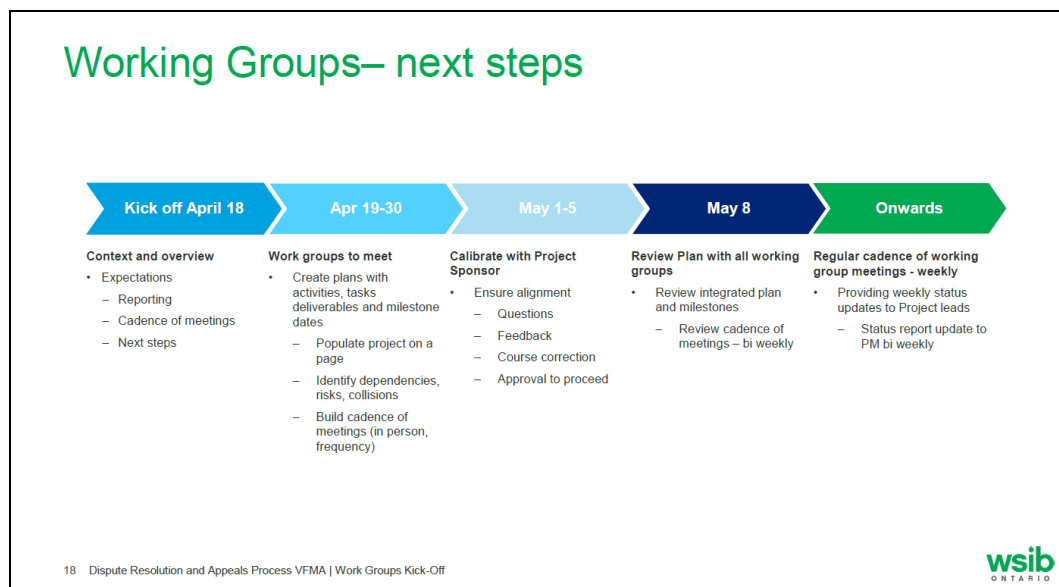 Working Groups– next steps
Kick off April 18
Apr 19-30
May 1-5
May 8
Onwards
Context and overview
• Expectations
– Reporting
– Cadence of meetings
– Next steps
Work groups to meet
• Create plans with
activities, tasks
deliverables and milestone
dates
– Populate project on a
page
– Identify dependencies,
risks, collisions
– Build cadence of
meetings (in person,
frequency)
Calibrate with Project
Sponsor
• Ensure alignment
– Questions
– Feedback
– Course correction
– Approval to proceed
Review Plan with all working
groups
• Review integrated plan
and milestones
– Review cadence of
meetings – bi weekly
Regular cadence of working
group meetings - weekly
• Providing weekly status
updates to Project leads
– Status report update to
PM bi weekly
18 Dispute Resolution and Appeals Process VFMA | Work Groups Kick-Off
wsib
ONTARIO